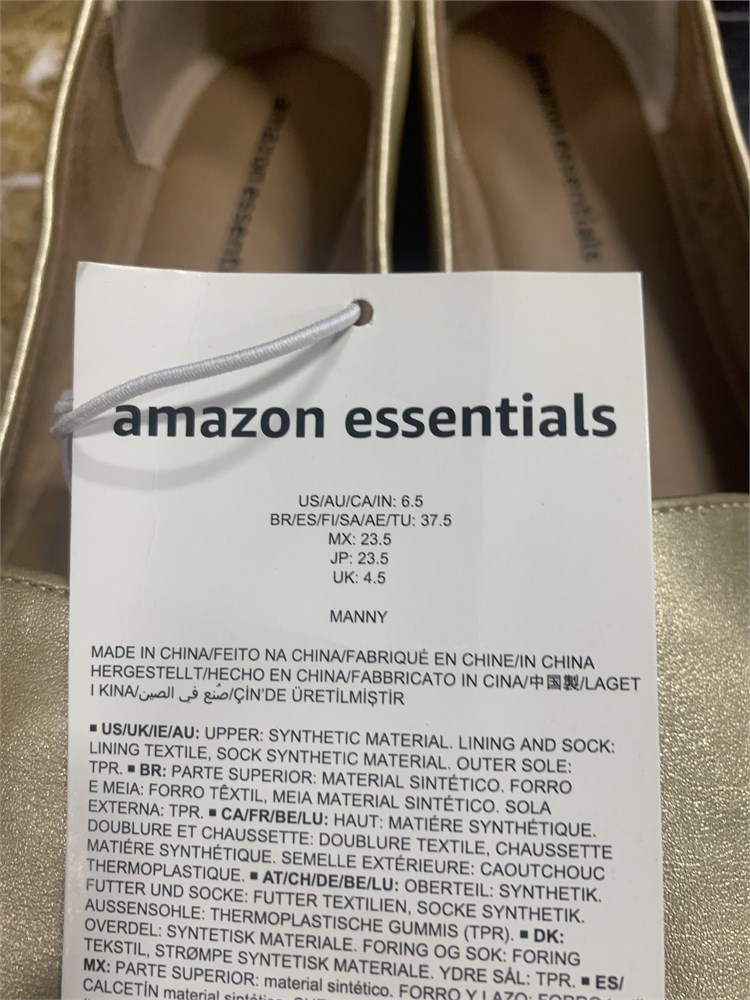 amazon essentials
amazon essentials
amazon essentials
US/AU/CA/IN: 6.5
BR/ES/FI/SA/AE/TU: 37.5
MX: 23.5
JP: 23.5
UK: 4.5
MANNY
MADE IN CHINA/FEITO NA CHINA/FABRIQUÉ EN CHINE/IN CHINA
HERGESTELLT/HECHO EN CHINA/FABBRICATO IN CINA/中国製/LAGET
I KINA/صُنع في الصين/ÇİN'DE ÜRETİLMİŞTİR
▪ US/UK/IE/AU: UPPER: SYNTHETIC MATERIAL. LINING AND SOCK:
LINING TEXTILE, SOCK SYNTHETIC MATERIAL. OUTER SOLE:
TPR. ▪ BR: PARTE SUPERIOR: MATERIAL SINTÉTICO. FORRO
E MEIA: FORRO TÊXTIL, MEIA MATERIAL SINTÉTICO. SOLA
EXTERNA: TPR. ▪ CA/FR/BE/LU: HAUT: MATIÉRE SYNTHÉTIQUE.
DOUBLURE ET CHAUSSETTE: DOUBLURE TEXTILE, CHAUSSETTE
MATIÉRE SYNTHÉTIQUE. SEMELLE EXTÉRIEURE: CAOUTCHOUC
THERMOPLASTIQUE. ▪ AT/CH/DE/BE/LU: OBERTEIL: SYNTHETIK.
FUTTER UND SOCKE: FUTTER TEXTILIEN, SOCKE SYNTHETIK.
AUSSENSOHLE: THERMOPLASTISCHE GUMMIS (TPR). ▪ DK:
OVERDEL: SYNTETISK MATERIALE. FORING OG SOK: FORING
TEKSTIL, STRØMPE SYNTETISK MATERIALE. YDRE SÅL: TPR. ▪ ES/
MX: PARTE SUPERIOR: material sintético. FORRO Y LAZO: FORRO
CALCETÍN material